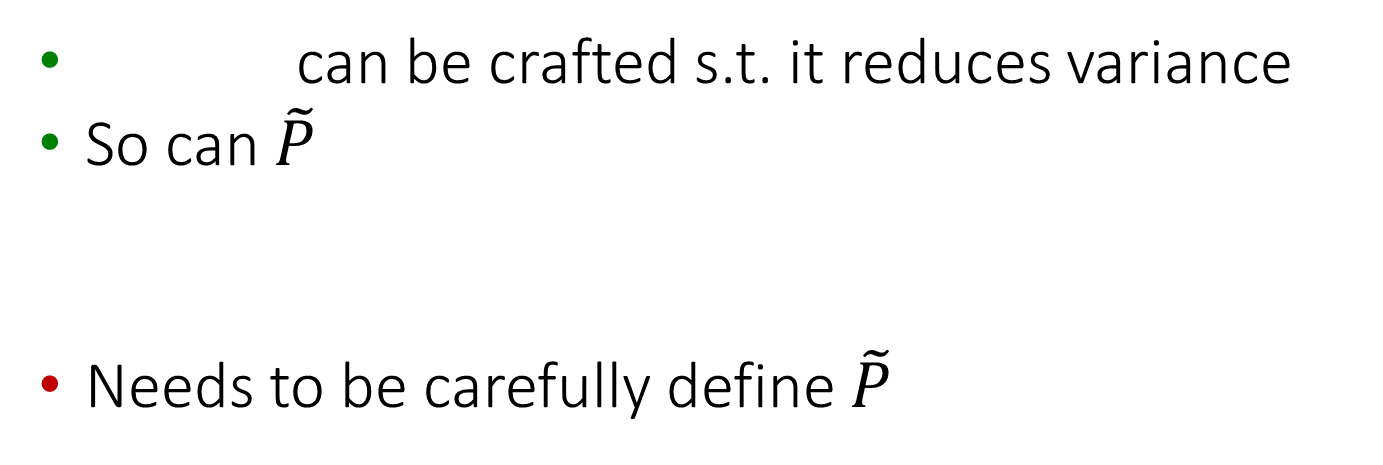 • can be crafted s.t. it reduces variance
• So can P̃
• Needs to be carefully define P̃